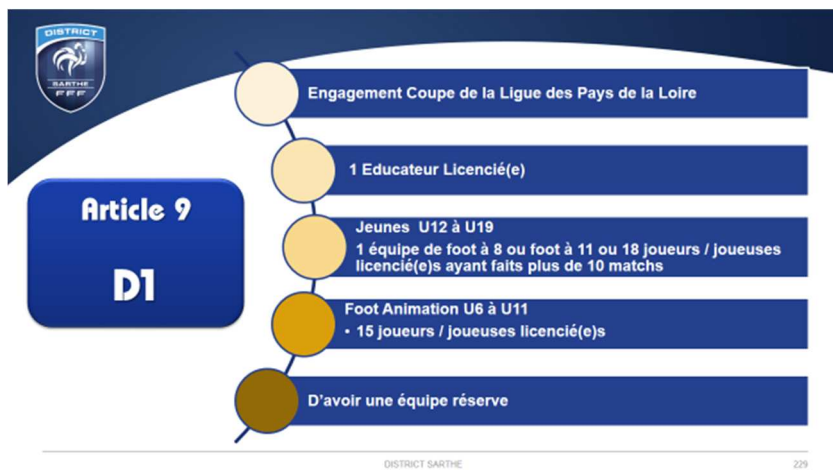 DISTRICT
SARTHE
FFF
Article 9
D1
Engagement Coupe de la Ligue des Pays de la Loire
1 Educateur Licencié(e)
Jeunes U12 à U19
1 équipe de foot à 8 ou foot à 11 ou 18 joueurs / joueuses
licencié(e)s ayant faits plus de 10 matchs
Foot Animation U6 à U11
• 15 joueurs / joueuses licencié(e)s
D'avoir une équipe réserve
DISTRICT SARTHE
229